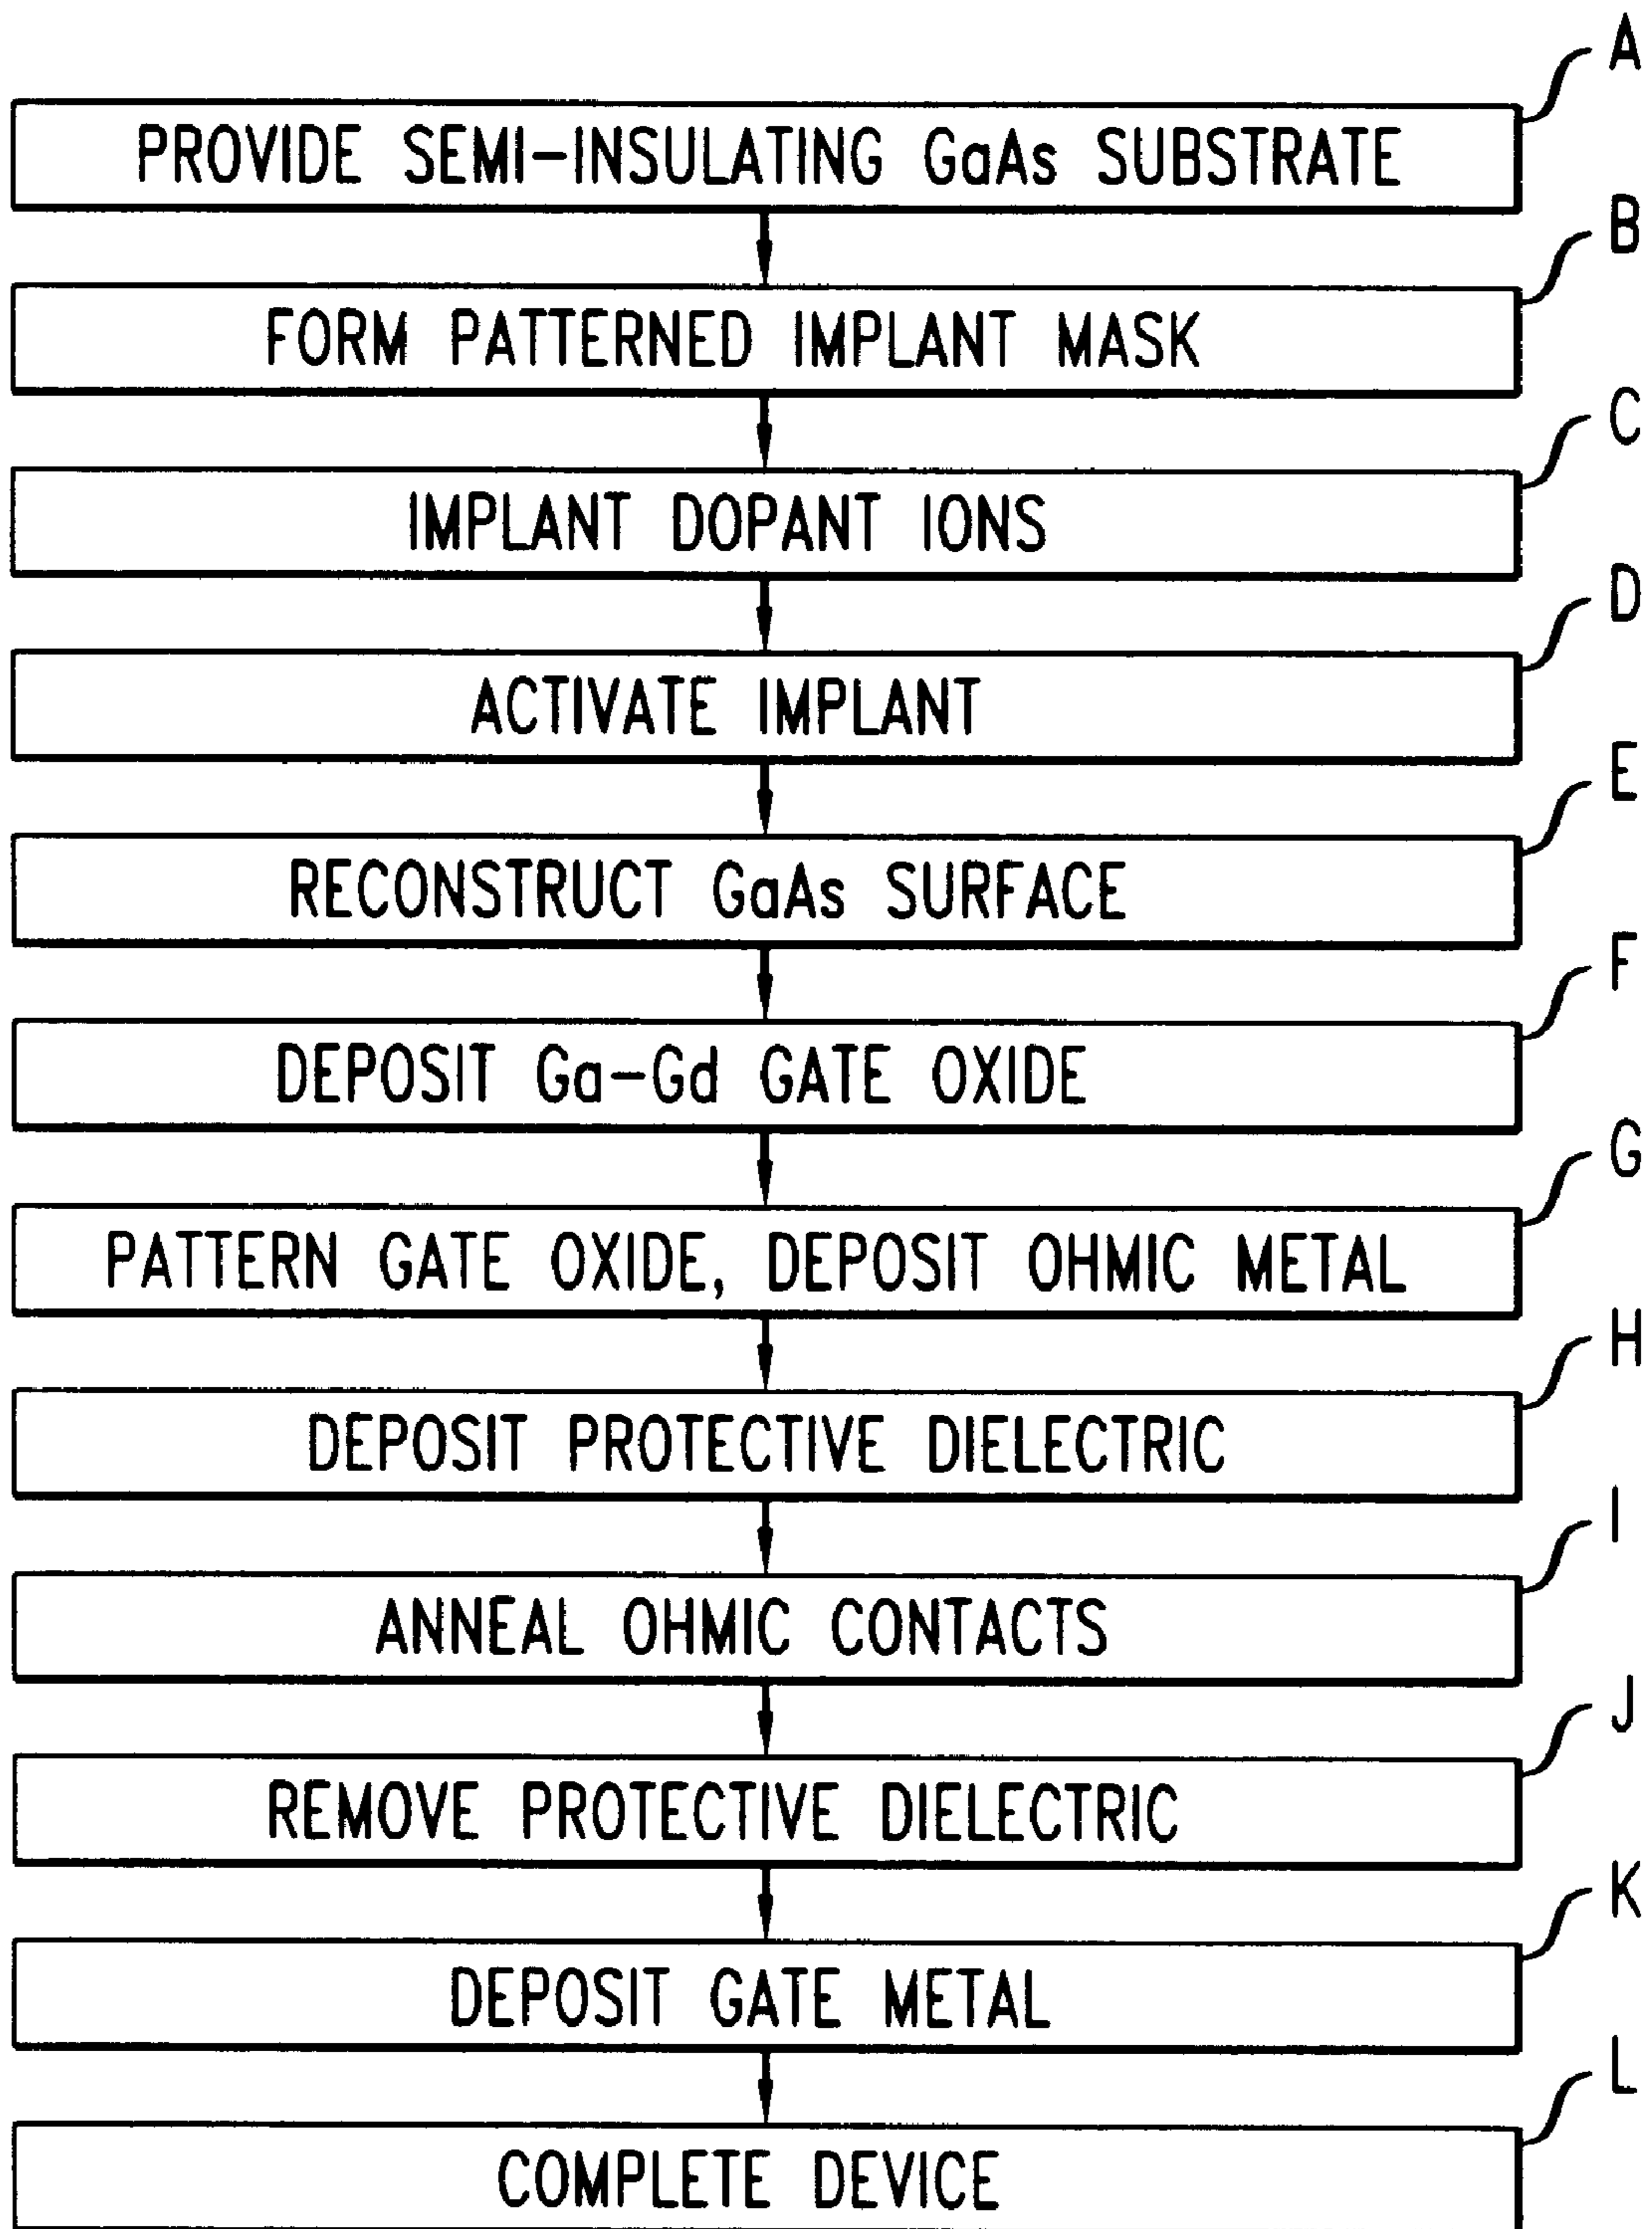 A
PROVIDE SEMI-INSULATING GaAs SUBSTRATE
B
FORM PATTERNED IMPLANT MASK
C
IMPLANT DOPANT IONS
D
ACTIVATE IMPLANT
E
RECONSTRUCT GaAs SURFACE
F
DEPOSIT Ga-Gd GATE OXIDE
G
PATTERN GATE OXIDE, DEPOSIT OHMIC METAL
H
DEPOSIT PROTECTIVE DIELECTRIC
I
ANNEAL OHMIC CONTACTS
J
REMOVE PROTECTIVE DIELECTRIC
K
DEPOSIT GATE METAL
L
COMPLETE DEVICE